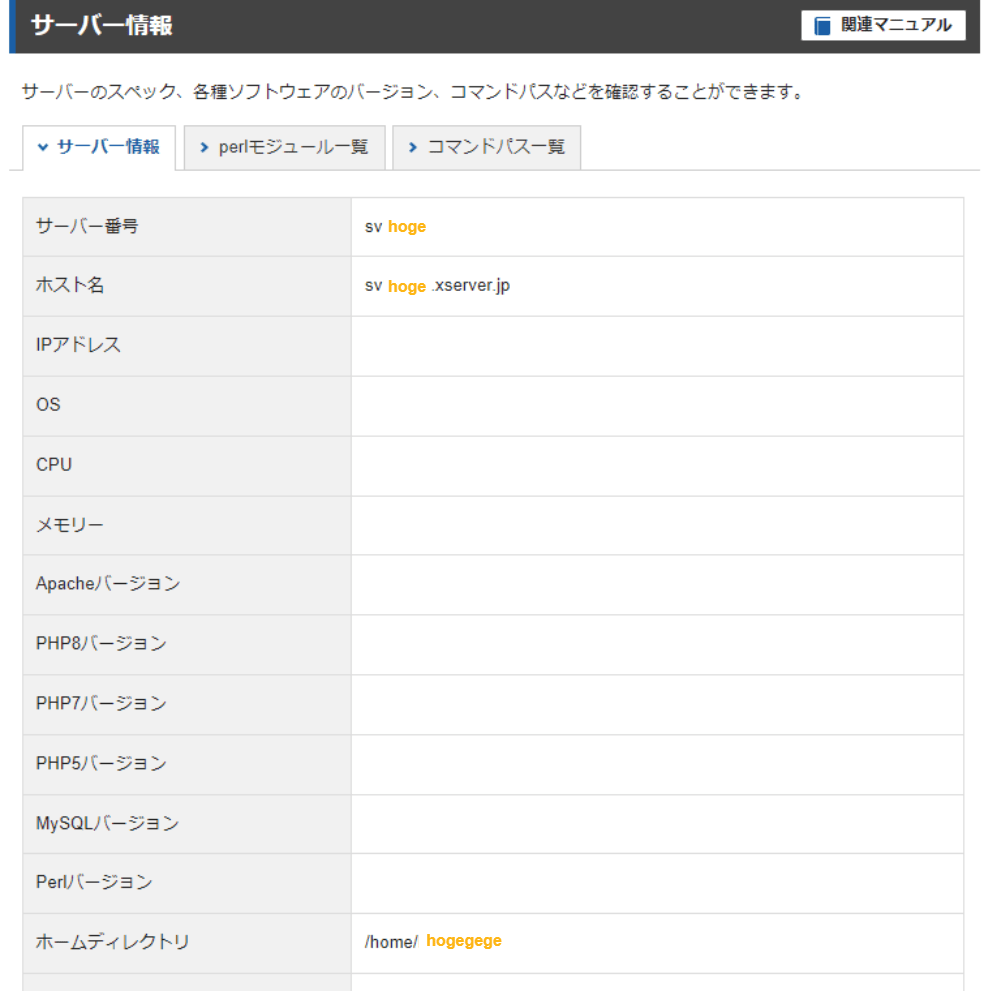 サーバー情報
関連マニュアル
サーバーのスペック、各種ソフトウェアのバージョン、コマンドパスなどを確認することができます。
サーバー情報 perlモジュール一覧 コマンドパス一覧
サーバー番号 sv hoge
ホスト名 sv hoge .xserver.jp
IPアドレス
OS
CPU
メモリー
Apacheバージョン
PHP8バージョン
PHP7バージョン
PHP5バージョン
MySQLバージョン
Perlバージョン
ホームディレクトリ /home/ hogegege